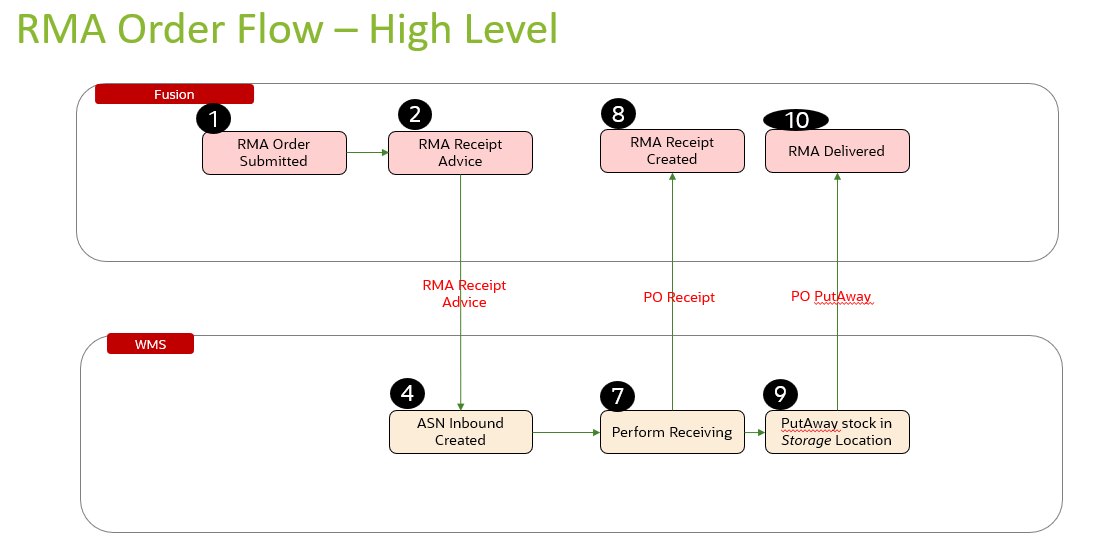 RMA Order Flow – High Level
Fusion
1
RMA Order
Submitted
2
RMA Receipt
Advice
8
RMA Receipt
Created
10
RMA Delivered
RMA Receipt
Advice
PO Receipt
PO PutAway
WMS
4
ASN Inbound
Created
7
Perform Receiving
9
PutAway stock in
Storage Location